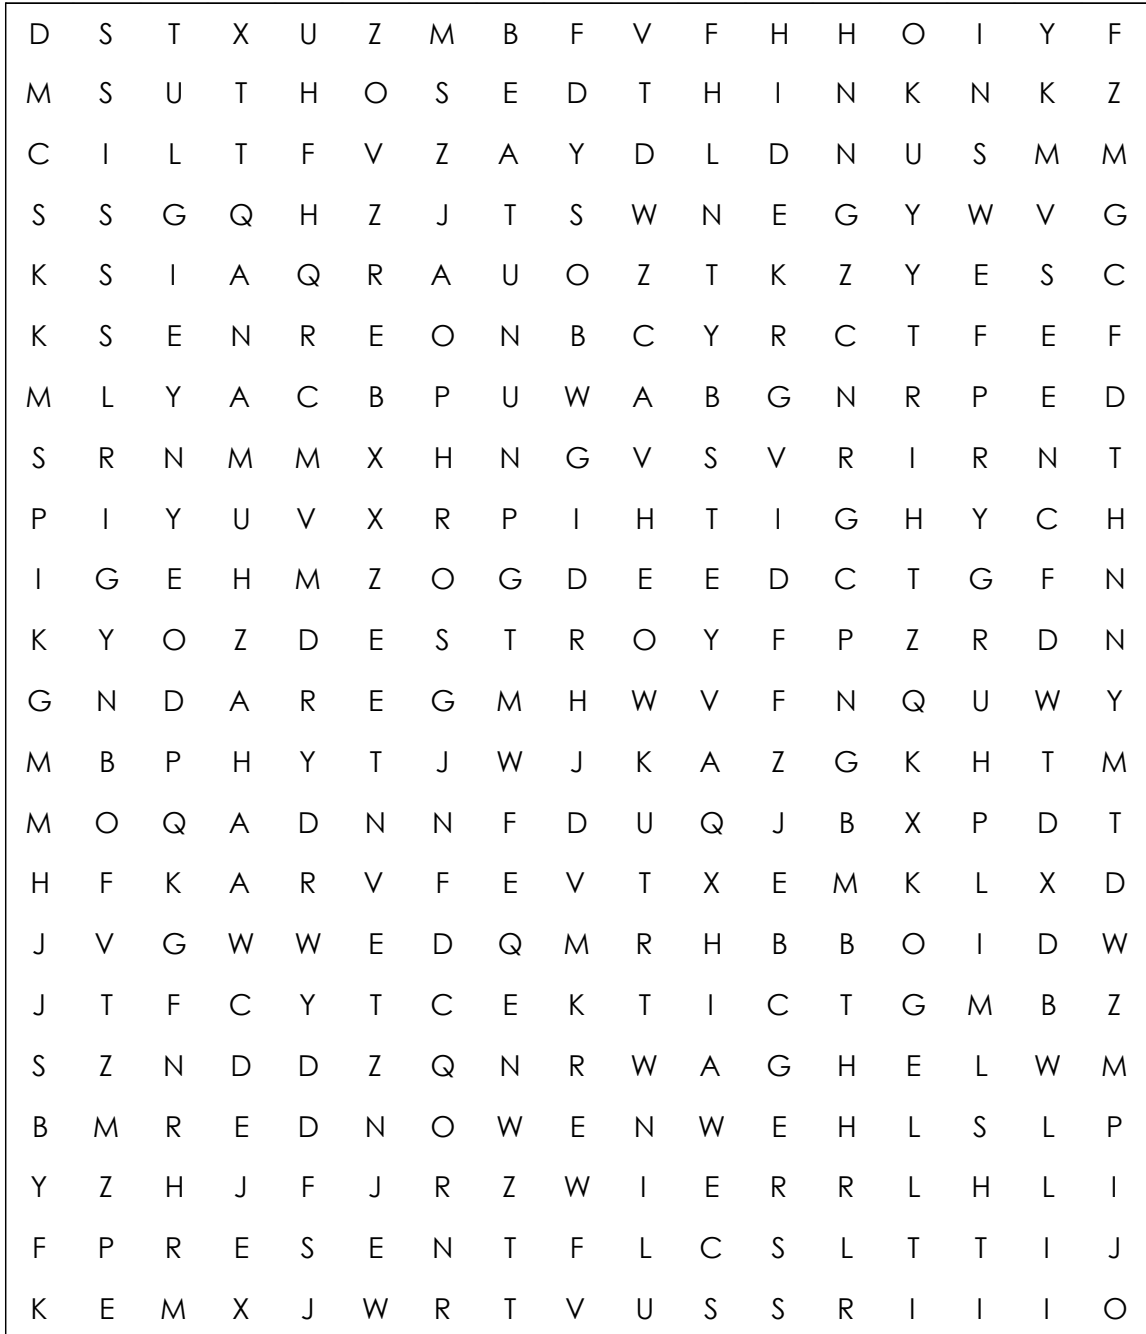 D S T X U Z M B F V F H H O I Y F
M S U T H O S E D T H I N K N K Z
C I L T F V Z A Y D L D N U S M M
S S G Q H Z J T S W N E G Y W V G
K S I A Q R A U O Z T K Z Y E S C
K S E N R E O N B C Y R C T F E F
M L Y A C B P U W A B G N R P E D
S R N M M X H N G V S V R I R N T
P I Y U V X R P I H T I G H Y C H
I G E H M Z O G D E E D C T G F N
K Y O Z D E S T R O Y F P Z R D N
G N D A R E G M H W V F N Q U W Y
M B P H Y T J W J K A Z G K H T M
M O Q A D N N F D U Q J B X P D T
H F K A R V F E V T X E M K L X D
J V G W W E D Q M R H B B O I D W
J T F C Y T C E K T I C T G M B Z
S Z N D D Z Q N R W A G H E L W M
B M R E D N O W E N W E H L S L P
Y Z H J F J R Z W I E R R L H L I
F P R E S E N T F L C S L T T I J
K E M X J W R T V U S S R I I I O